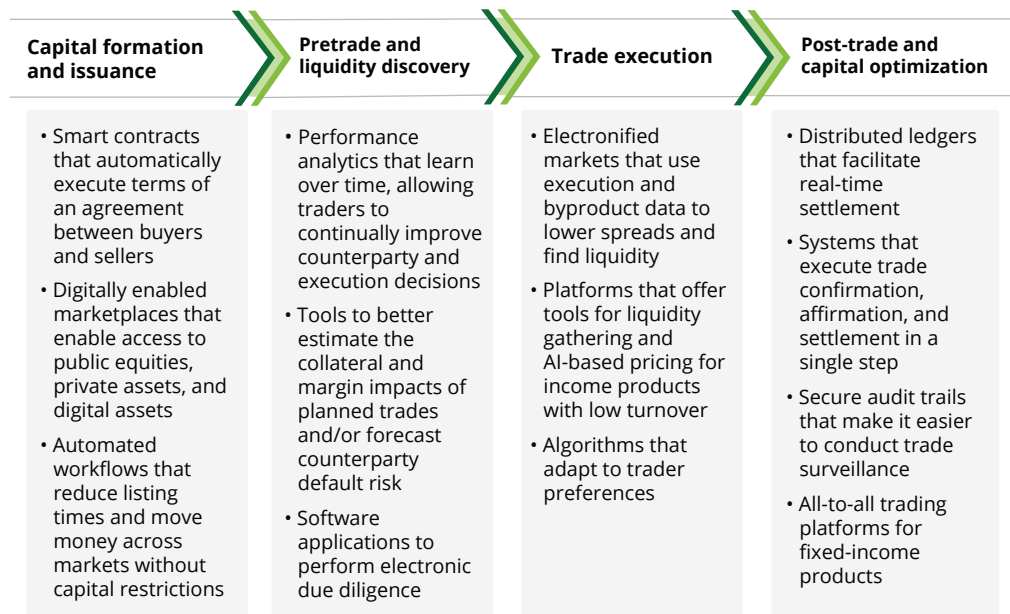 Capital formation
and issuance
Pretrade and
liquidity discovery
Trade execution
Post-trade and
capital optimization
• Smart contracts
that automatically
execute terms of
an agreement
between buyers
and sellers
• Digitally enabled
marketplaces that
enable access to
public equities,
private assets, and
digital assets
• Automated
workflows that
reduce listing
times and move
money across
markets without
capital restrictions
• Performance
analytics that learn
over time, allowing
traders to
continually improve
counterparty and
execution decisions
• Tools to better
estimate the
collateral and
margin impacts of
planned trades
and/or forecast
counterparty
default risk
• Software
applications to
perform electronic
due diligence
• Electronified
markets that use
execution and
byproduct data to
lower spreads and
find liquidity
• Platforms that offer
tools for liquidity
gathering and
AI-based pricing for
income products
with low turnover
• Algorithms that
adapt to trader
preferences
• Distributed ledgers
that facilitate
real-time
settlement
• Systems that
execute trade
confirmation,
affirmation, and
settlement in a
single step
• Secure audit trails
that make it easier
to conduct trade
surveillance
• All-to-all trading
platforms for
fixed-income
products